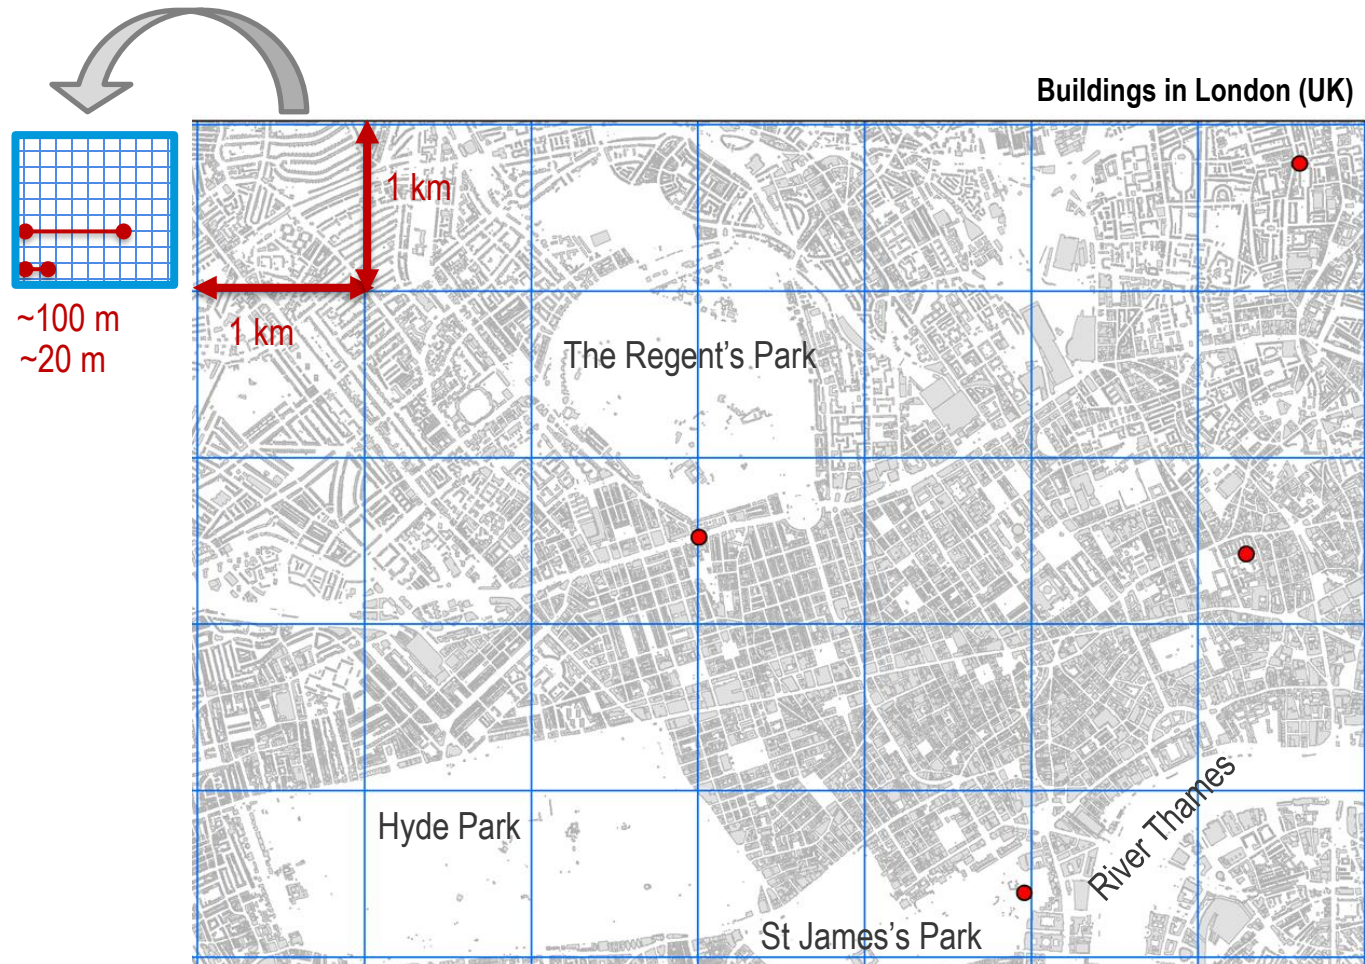 Buildings in London (UK)
1 km
1 km
~100 m
~20 m
The Regent's Park
Hyde Park
River Thames
St James's Park